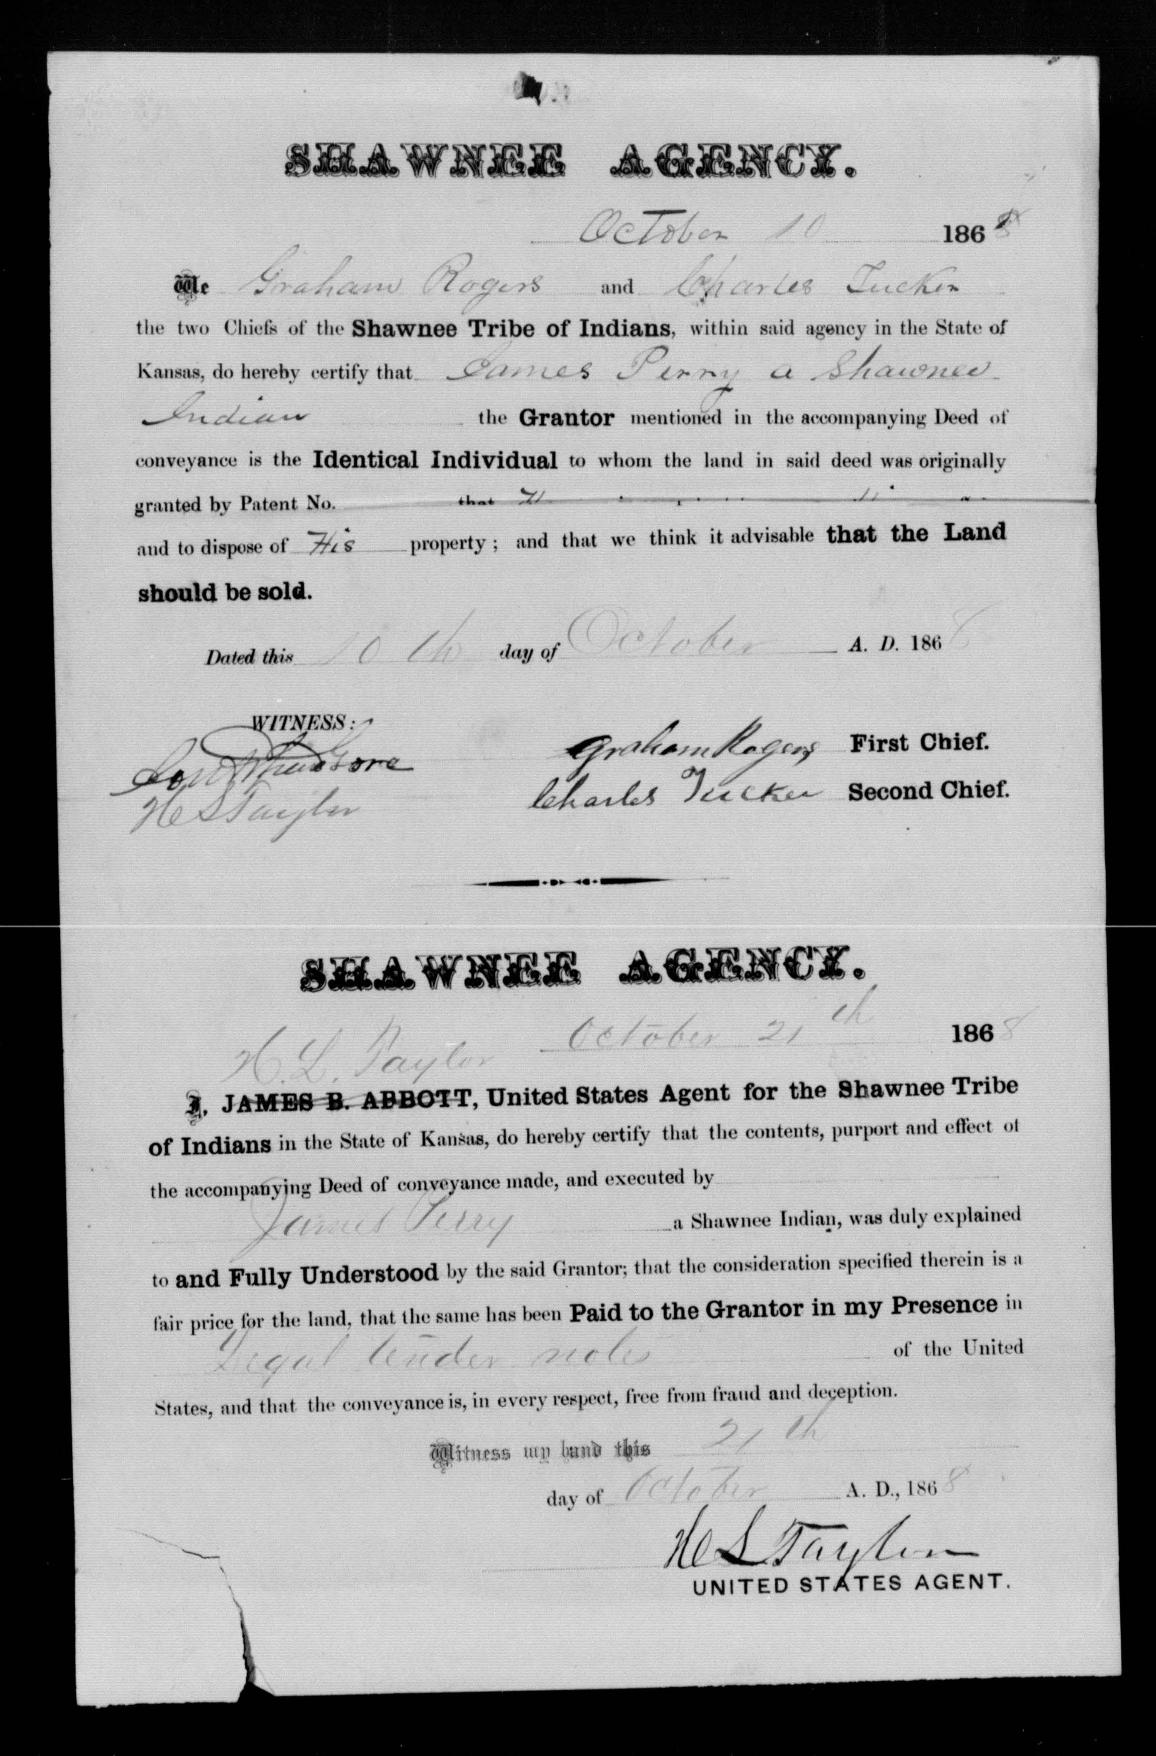 SHAWNEE AGENCY.
October 10 1868
We Graham Rogers and Charles Tucker
the two Chiefs of the Shawnee Tribe of Indians, within said agency in the State of
Kansas, do hereby certify that James Perry a Shawnee
Indian the Grantor mentioned in the accompanying Deed of
conveyance is the Identical Individual to whom the land in said deed was originally
granted by Patent No. that
and to dispose of His property; and that we think it advisable that the Land
should be sold.
Dated this 10 th day of October A. D. 1868
WITNESS:
Graham Rogers First Chief.
H L Taylor
Charles Tucker Second Chief.
SHAWNEE AGENCY.
October 21th 1868
H. L. Taylor
I, JAMES B. ABBOTT, United States Agent for the Shawnee Tribe
of Indians in the State of Kansas, do hereby certify that the contents, purport and effect of
the accompanying Deed of conveyance made, and executed by
James Perry a Shawnee Indian, was duly explained
to and Fully Understood by the said Grantor; that the consideration specified therein is a
fair price for the land, that the same has been Paid to the Grantor in my Presence in
Legal tender notes of the United
States, and that the conveyance is, in every respect, free from fraud and deception.
Witness my hand this 21 th
day of October A. D., 1868
H L Taylor
UNITED STATES AGENT.